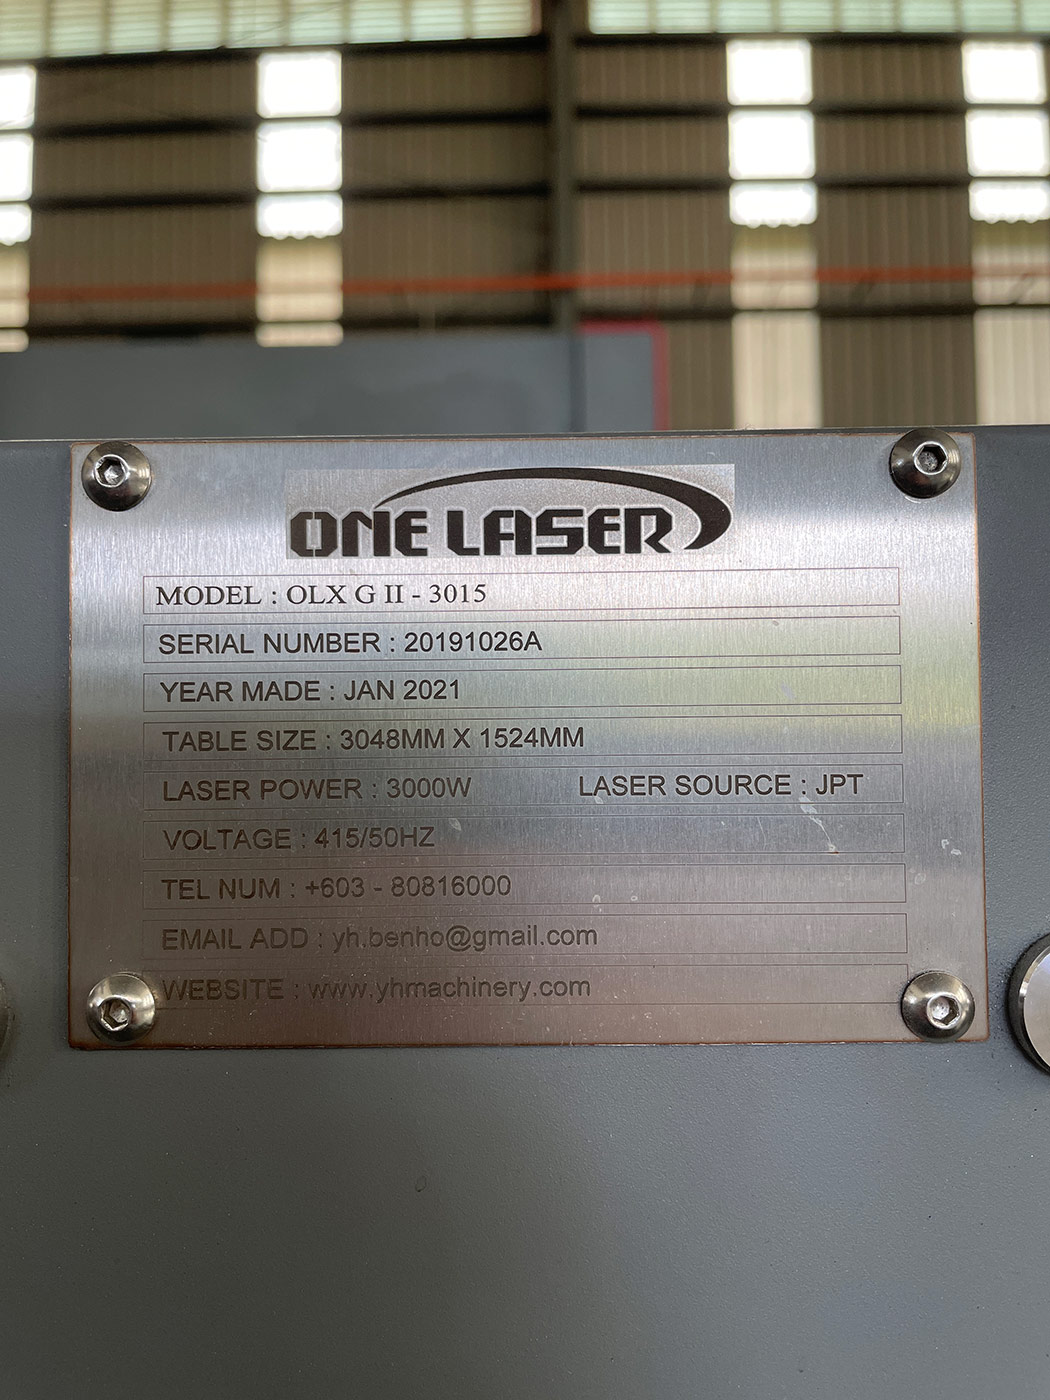 ONE LASER
MODEL : OLX G II - 3015
SERIAL NUMBER : 20191026A
YEAR MADE : JAN 2021
TABLE SIZE : 3048MM X 1524MM
LASER POWER : 3000W LASER SOURCE : JPT
VOLTAGE : 415/50HZ
TEL NUM : +603 - 80816000
EMAIL ADD : yh.benho@gmail.com
WEBSITE : www.yhmachinery.com